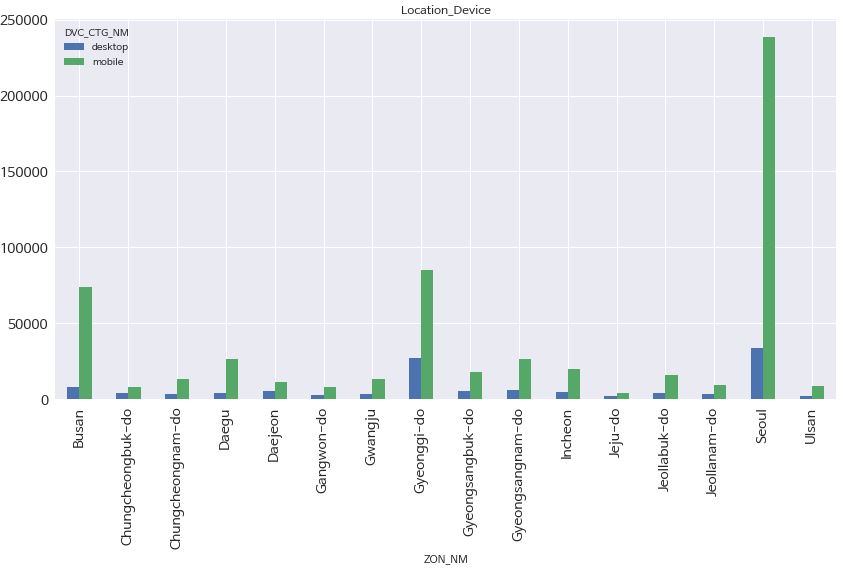 Location_Device
DVC_CTG_NM
desktop
mobile
250000
200000
150000
100000
50000
0
Busan
Chungcheongbuk-do
Chungcheongnam-do
Daegu
Daejeon
Gangwon-do
Gwangju
Gyeonggi-do
Gyeongsangbuk-do
Gyeongsangnam-do
Incheon
Jeju-do
Jeollabuk-do
Jeollanam-do
Seoul
Ulsan
ZON_NM